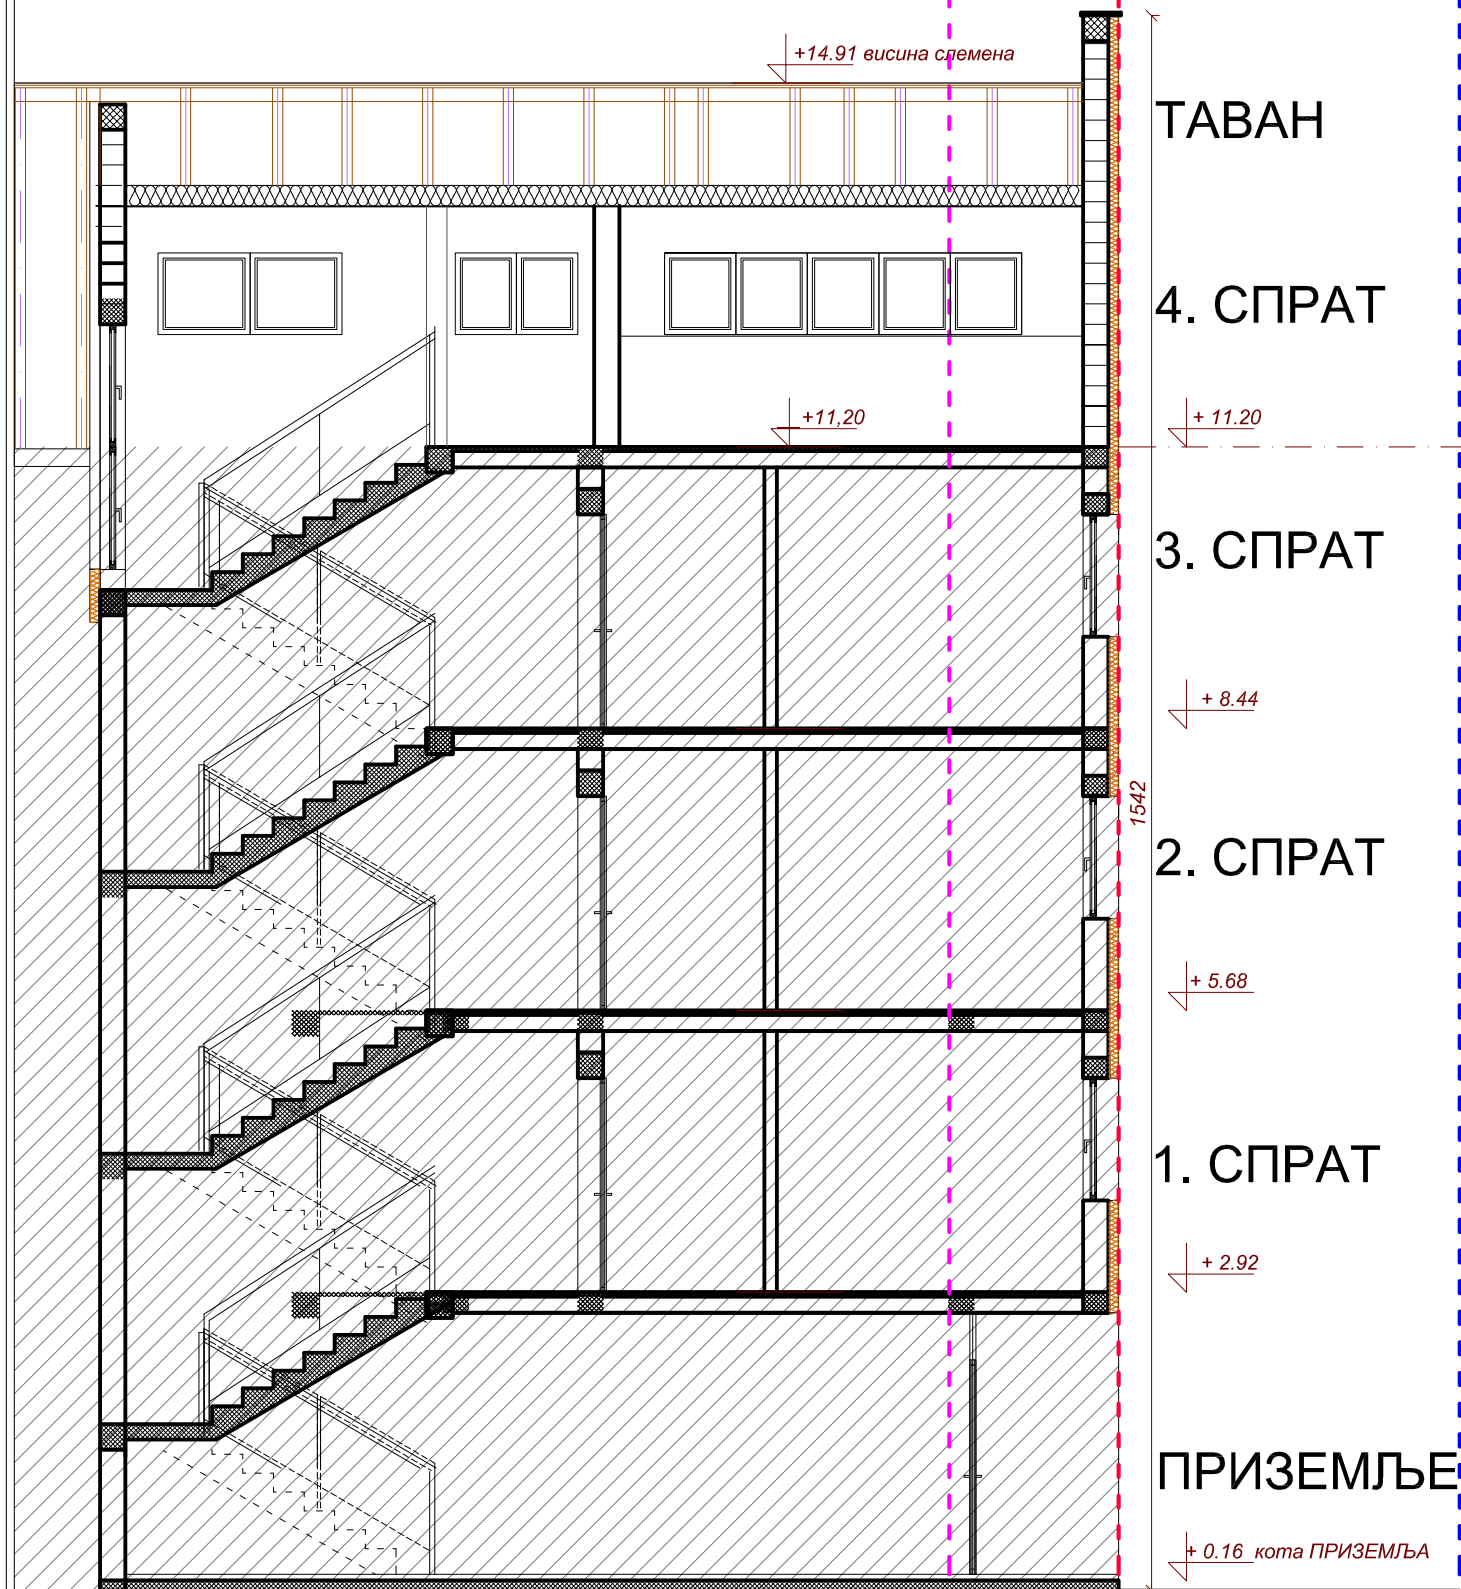 +14.91 висина слемена
ТАВАН
4. СПРАТ
+11,20
+ 11.20
3. СПРАТ
+ 8.44
1542
2. СПРАТ
+ 5.68
1. СПРАТ
+ 2.92
ПРИЗЕМЉЕ
+ 0.16 кота ПРИЗЕМЉА